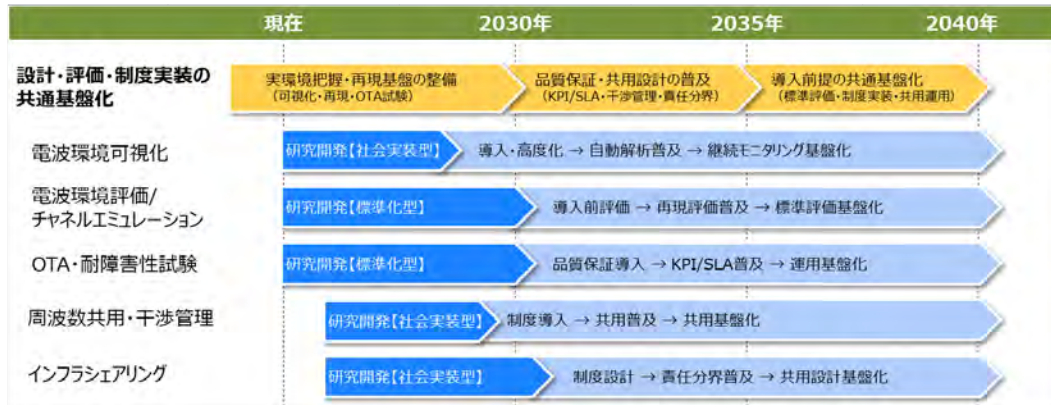 現在 2030年 2035年 2040年
設計・評価・制度実装の
共通基盤化
実環境把握・再現基盤の整備
(可視化・再現・OTA試験)
品質保証・共用設計の普及
(KPI/SLA・干渉管理・責任分界)
導入前提の共通基盤化
(標準評価・制度実装・共用運用)
電波環境可視化
研究開発【社会実装型】
導入・高度化 → 自動解析普及 → 継続モニタリング基盤化
電波環境評価/
チャネルエミュレーション
研究開発【標準化型】
導入前評価 → 再現評価普及 → 標準評価基盤化
OTA・耐障害性試験
研究開発【標準化型】
品質保証導入 → KPI/SLA普及 → 運用基盤化
周波数共用・干渉管理
研究開発【社会実装型】
制度導入 → 共用普及 → 共用基盤化
インフラシェアリング
研究開発【社会実装型】
制度設計 → 責任分界普及 → 共用設計基盤化